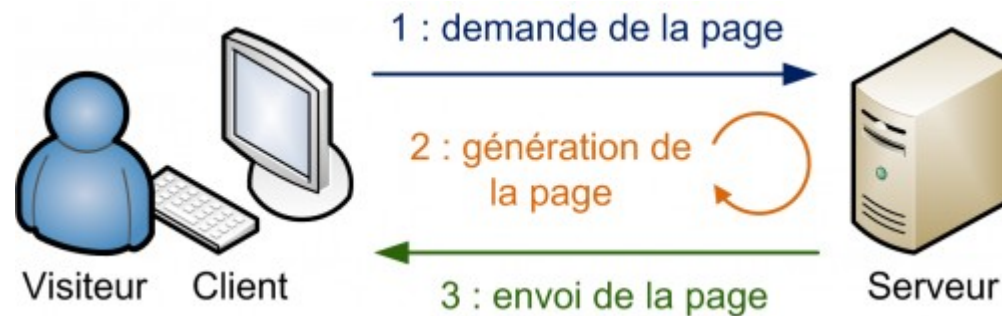 1 : demande de la page
2 : génération de
la page
3 : envoi de la page
Visiteur
Client
Serveur